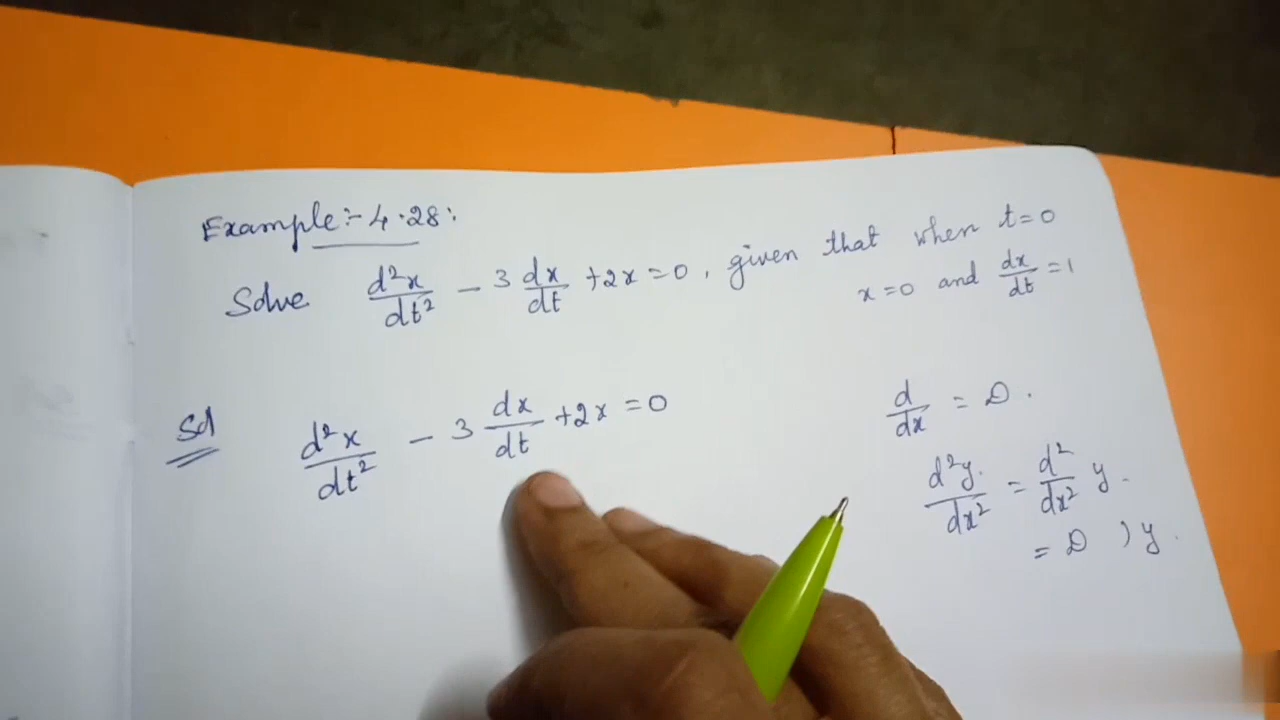 Example:- 4.28:
Solve d²x/dt² - 3 dx/dt + 2x = 0, given that when t=0
x=0 and dx/dt = 1
Sol d²x/dt² - 3 dx/dt + 2x = 0
d/dx = D.
d²y/dx² = d²/dx² y.
= D ) y